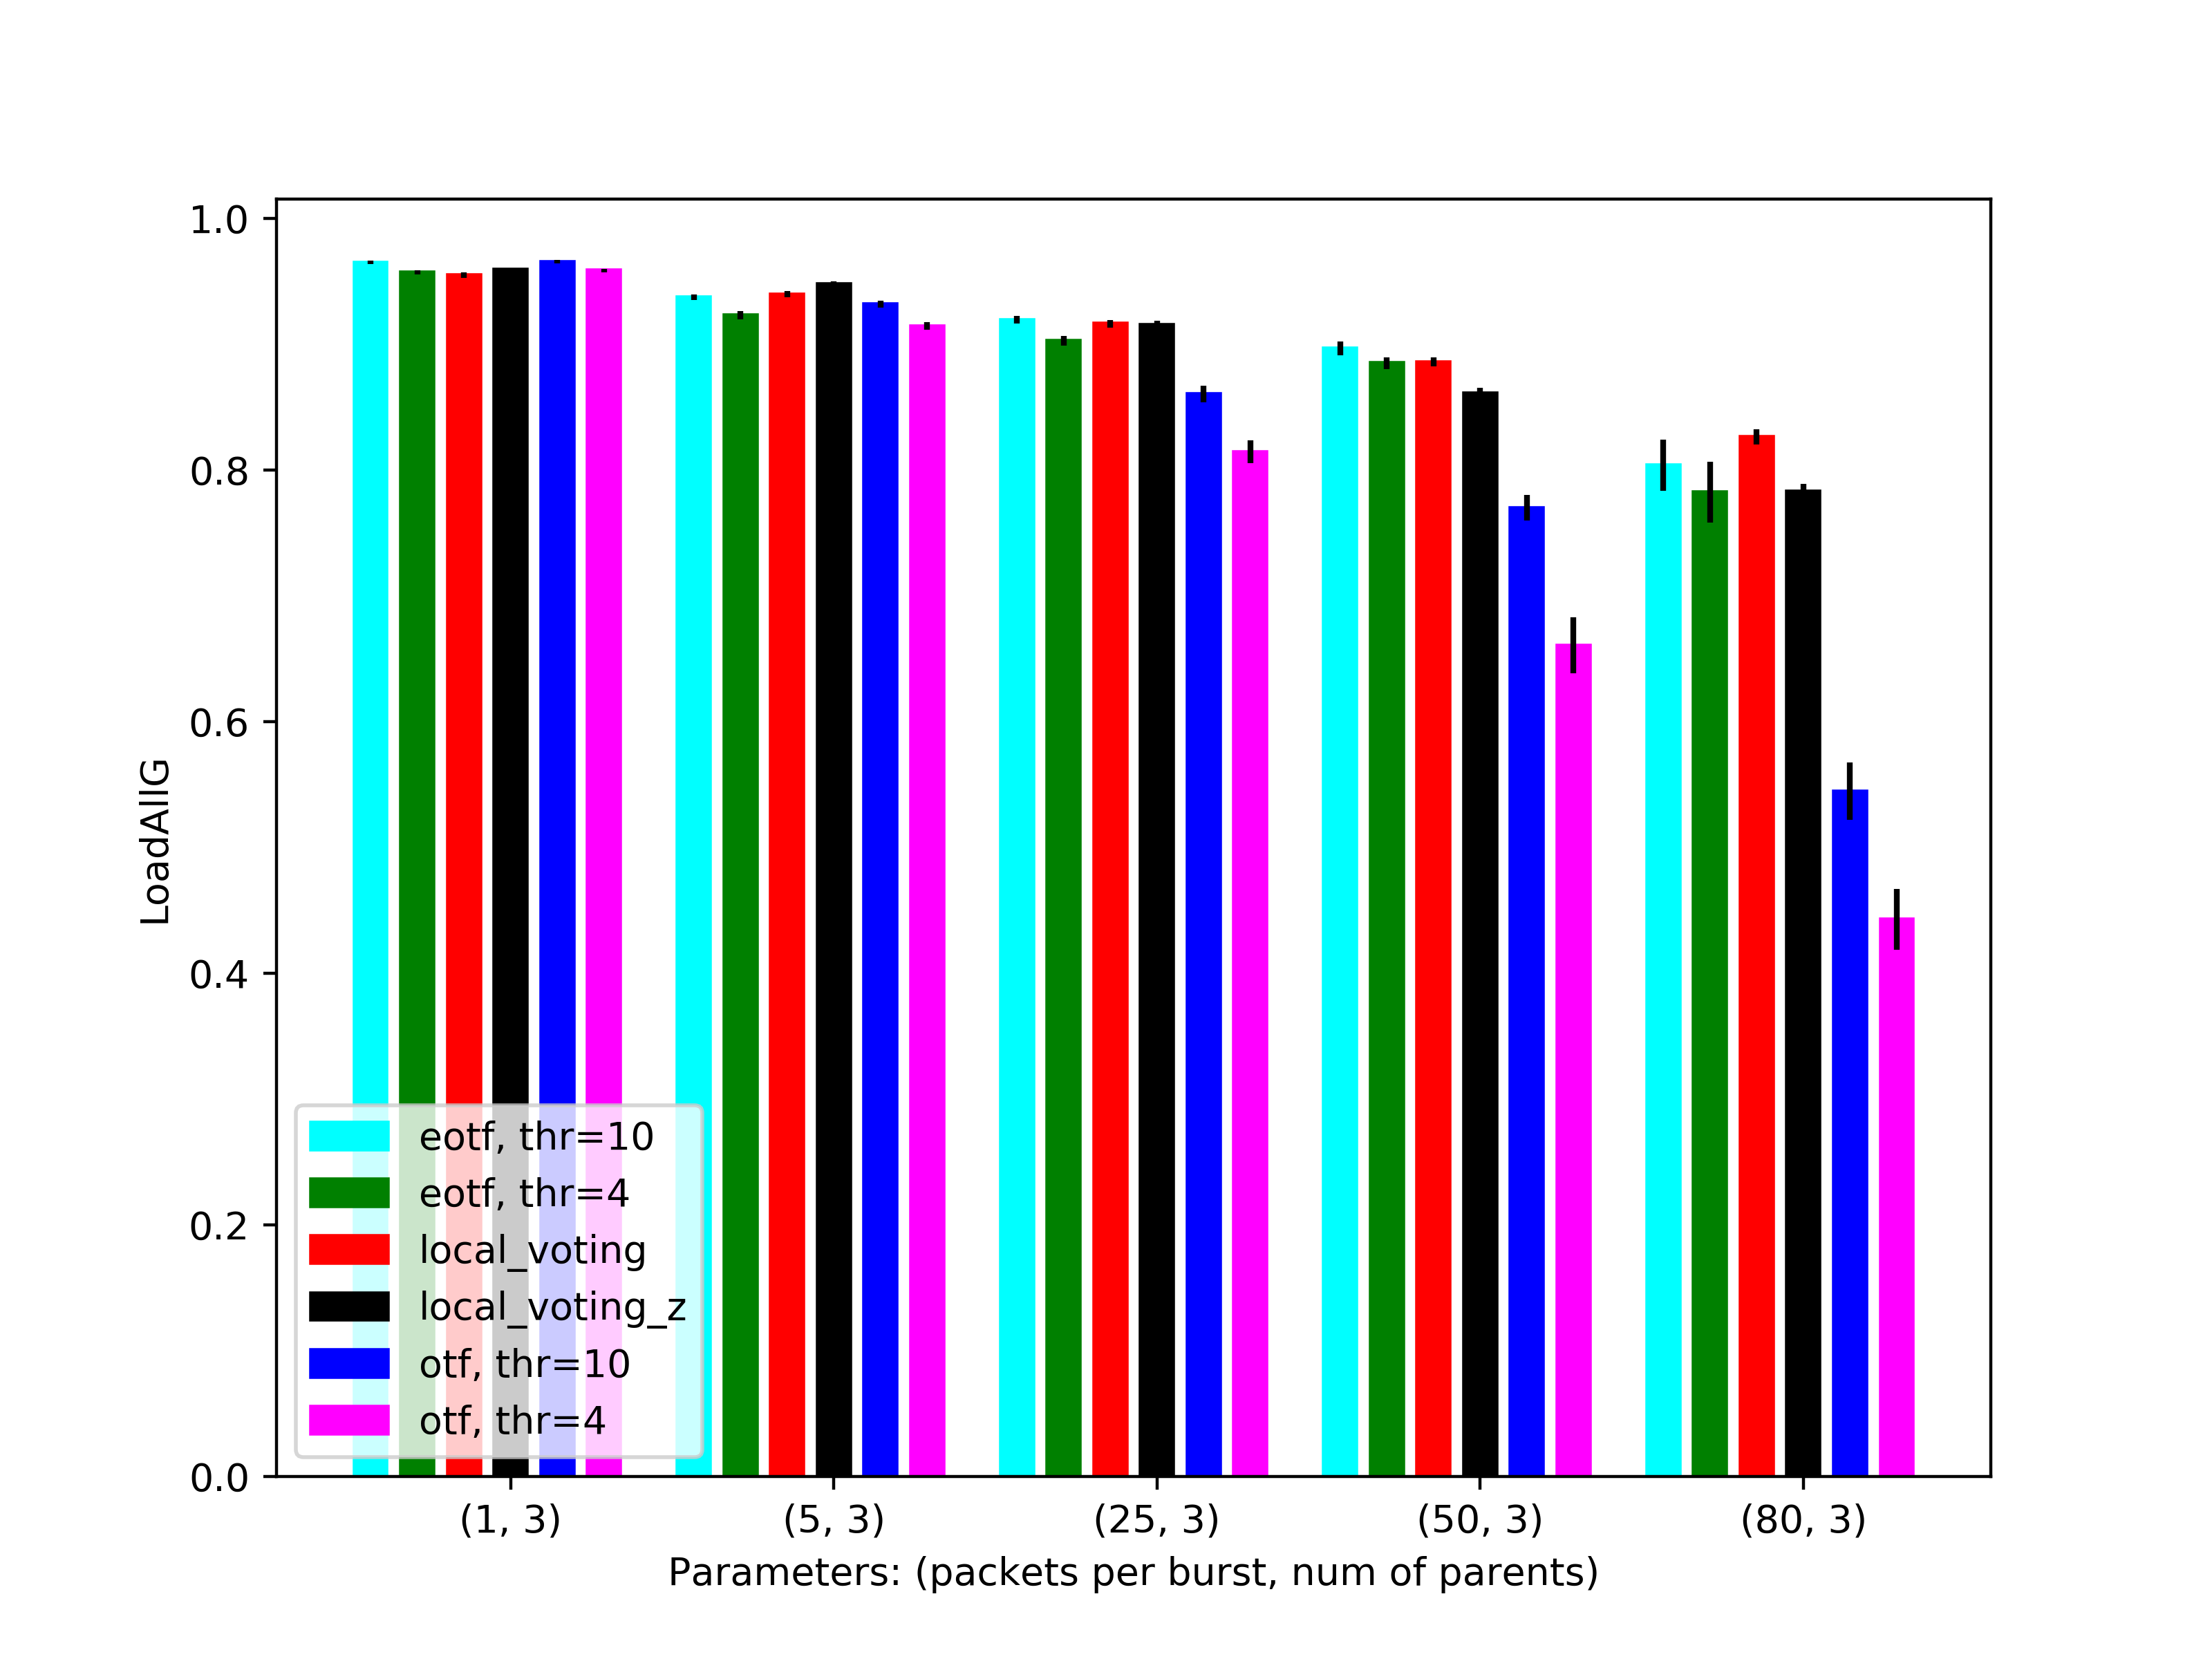 1.0
0.8
0.6
0.4
0.2
0.0
LoadAllG
eotf, thr=10
eotf, thr=4
local_voting
local_voting_z
otf, thr=10
otf, thr=4
(1, 3)
(5, 3)
(25, 3)
(50, 3)
(80, 3)
Parameters: (packets per burst, num of parents)